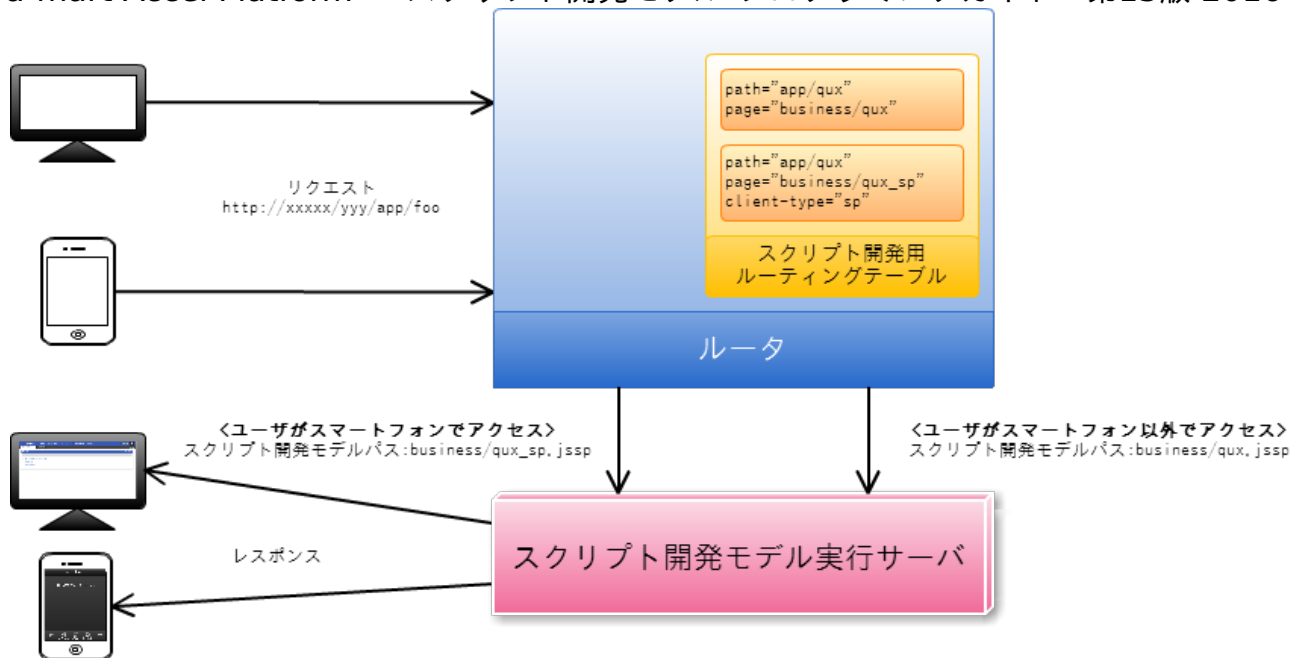 path="app/qux"
page="business/qux"
path="app/qux"
page="business/qux_sp"
client-type="sp"
スクリプト開発用
ルーティングテーブル
リクエスト
http://xxxxx/yyy/app/foo
ルータ
<ユーザがスマートフォンでアクセス>
スクリプト開発モデルパス:business/qux_sp.jssp
<ユーザがスマートフォン以外でアクセス>
スクリプト開発モデルパス:business/qux.jssp
レスポンス
スクリプト開発モデル実行サーバ